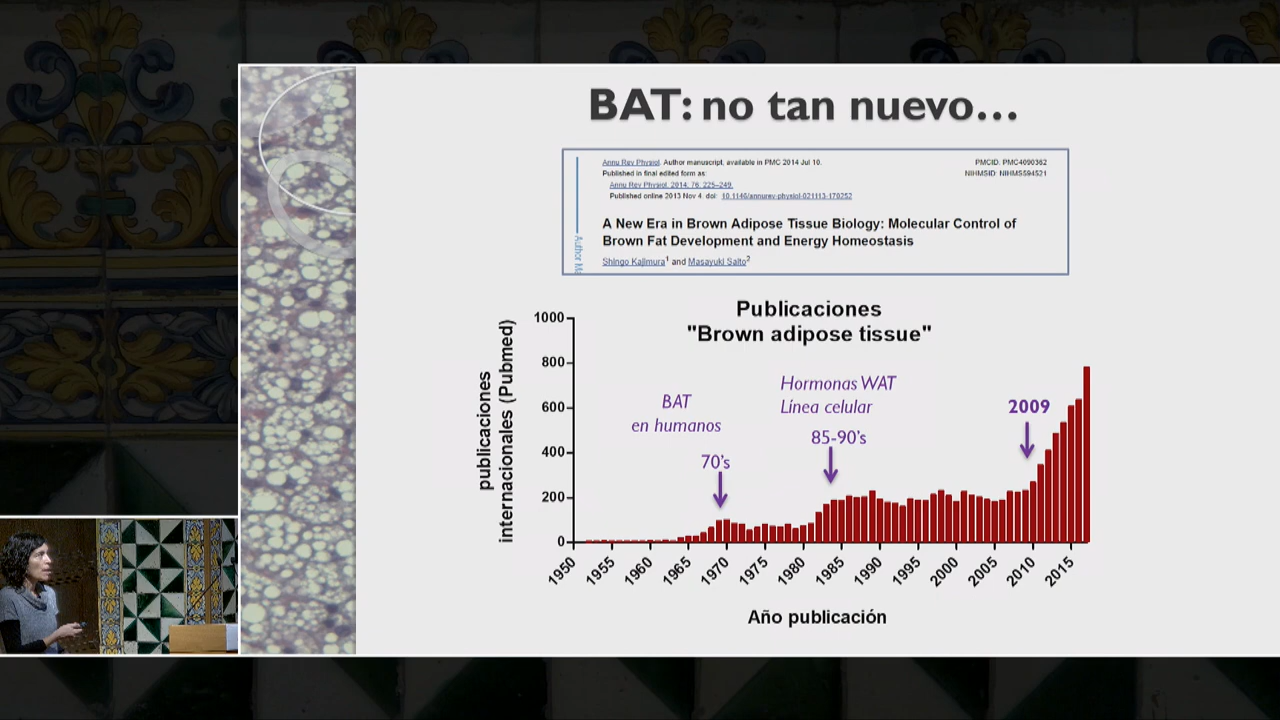 BAT: no tan nuevo...
Annu Rev Physiol. Author manuscript, available in PMC 2014 Jul 10.
PMCID: PMC4090362
Published in final edited form as:
NIHMSID: NIHMS594521
Annu Rev Physiol. 2014; 76: 225–249.
Published online 2013 Nov 4. doi: 10.1146/annurev-physiol-021113-170252
A New Era in Brown Adipose Tissue Biology: Molecular Control of
Brown Fat Development and Energy Homeostasis
Shingo Kajimura1 and Masayuki Saito2
Author Ma
Publicaciones
"Brown adipose tissue"
publicaciones
internacionales (Pubmed)
1000
800
600
400
200
0
BAT
en humanos
70's
Hormonas WAT
Línea celular
85-90's
2009
1950
1955
1960
1965
1970
1975
1980
1985
1990
1995
2000
2005
2010
2015
Año publicación